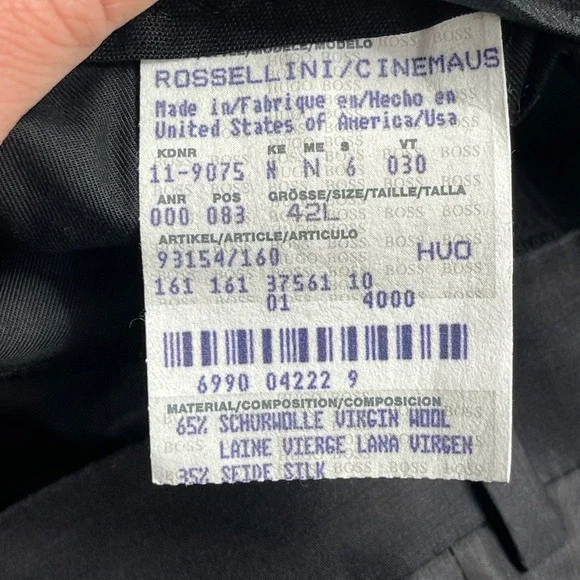 MODELE/MODELO
ROSSELLINI/CINEMAUS
Made in/Fabrique en/Hecho en
United States of America/Usa
KDNR KE ME S VT
11-9075 N N 6 030
ANR POS GRÖSSE/SIZE/TAILLE/TALLA
000 083 42L
ARTIKEL/ARTICLE/ARTICULO
93154/160 HUO
161 161 37561 10
01 4000
6990 04222 9
MATERIAL/COMPOSITION/COMPOSICION
65% SCHURWOLLE VIRGIN WOOL
LAINE VIERGE LANA VIRGEN
35% SEIDE SILK